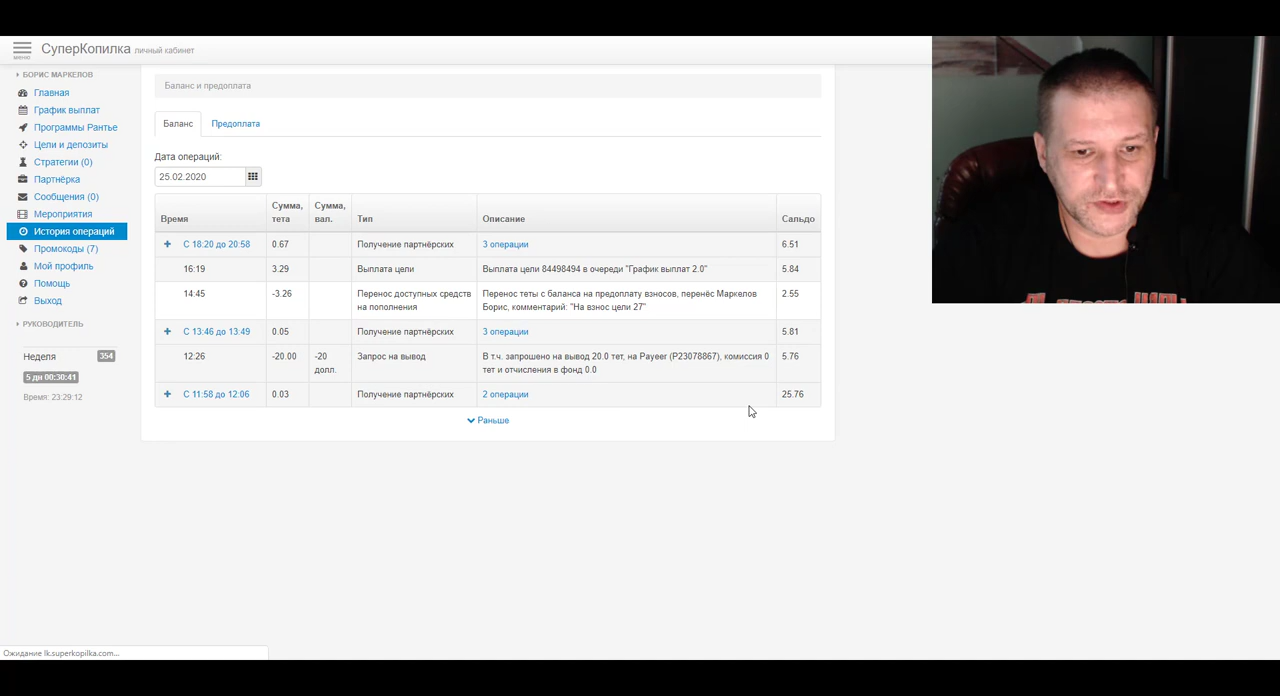 СуперКопилка личный кабинет
меню
БОРИС МАРКЕЛОВ
Главная
График выплат
Программы Рантье
Цели и депозиты
Стратегии (0)
Партнёрка
Сообщения (0)
Мероприятия
История операций
Промокоды (7)
Мой профиль
Помощь
Выход
РУКОВОДИТЕЛЬ
Неделя 354
5 дн 00:30:41
Время: 23:29:12
Баланс и предоплата
Баланс Предоплата
Дата операций:
25.02.2020
Время Сумма, тета Сумма, вал. Тип Описание Сальдо
С 18:20 до 20:58 0.67 Получение партнёрских 3 операции 6.51
16:19 3.29 Выплата цели Выплата цели 84498494 в очереди "График выплат 2.0" 5.84
14:45 -3.26 Перенос доступных средств Перенос теты с баланса на предоплату взносов, перенёс Маркелов 2.55
на пополнения Борис, комментарий: "На взнос цели 27"
С 13:46 до 13:49 0.05 Получение партнёрских 3 операции 5.81
12:26 -20.00 -20 Запрос на вывод В т.ч. запрошено на вывод 20.0 тет, на Payeer (P23078867), комиссия 0 5.76
долл. тет и отчисления в фонд 0.0
С 11:58 до 12:06 0.03 Получение партнёрских 2 операции 25.76
Раньше
Ожидание lk.superkopilka.com...